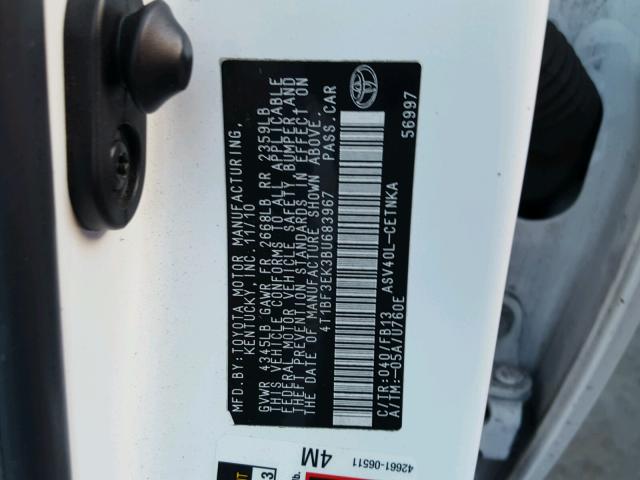 MFD.BY:TOYOTA MOTOR MANUFACTURING,
KENTUCKY, INC. 11/10
GVWR 4345LB GAWR FR 2668LB RR 2359LB
THIS VEHICLE CONFORMS TO ALL APPLICABLE
FEDERAL MOTOR VEHICLE SAFETY, BUMPER, AND
THEFT PREVENTION STANDARDS IN EFFECT ON
THE DATE OF MANUFACTURE SHOWN ABOVE.
4T1BF3EK3BU683967 PASS.CAR
C/TR:040/FB13 ASV40L-CETNKA 56997
A/TM:-05A/U760E
4M 42661-06511